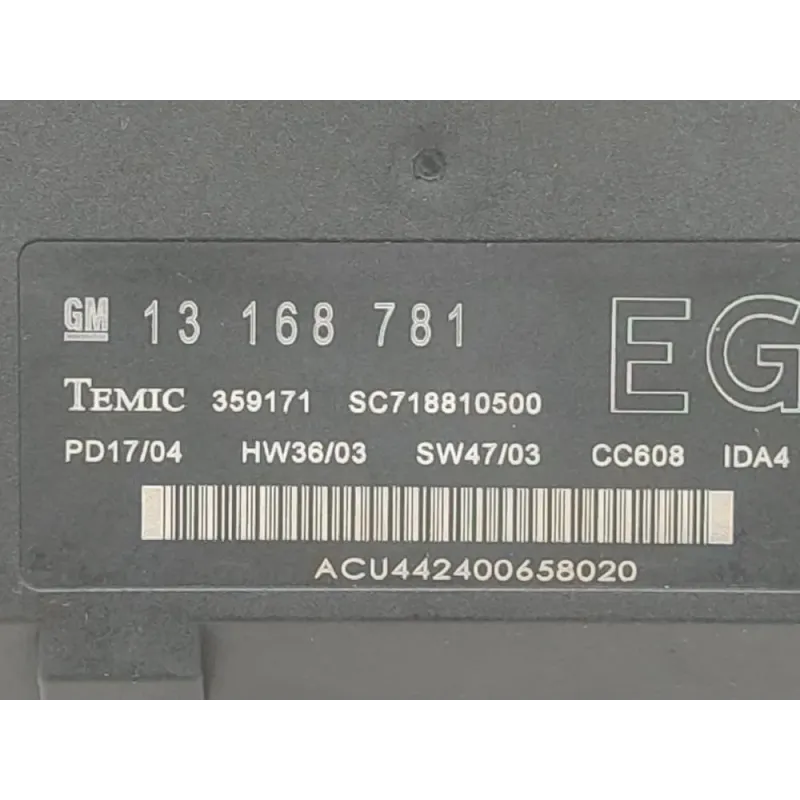 GM 13 168 781 EG
TEMIC 359171 SC718810500
PD17/04 HW36/03 SW47/03 CC608 IDA4
ACU442400658020